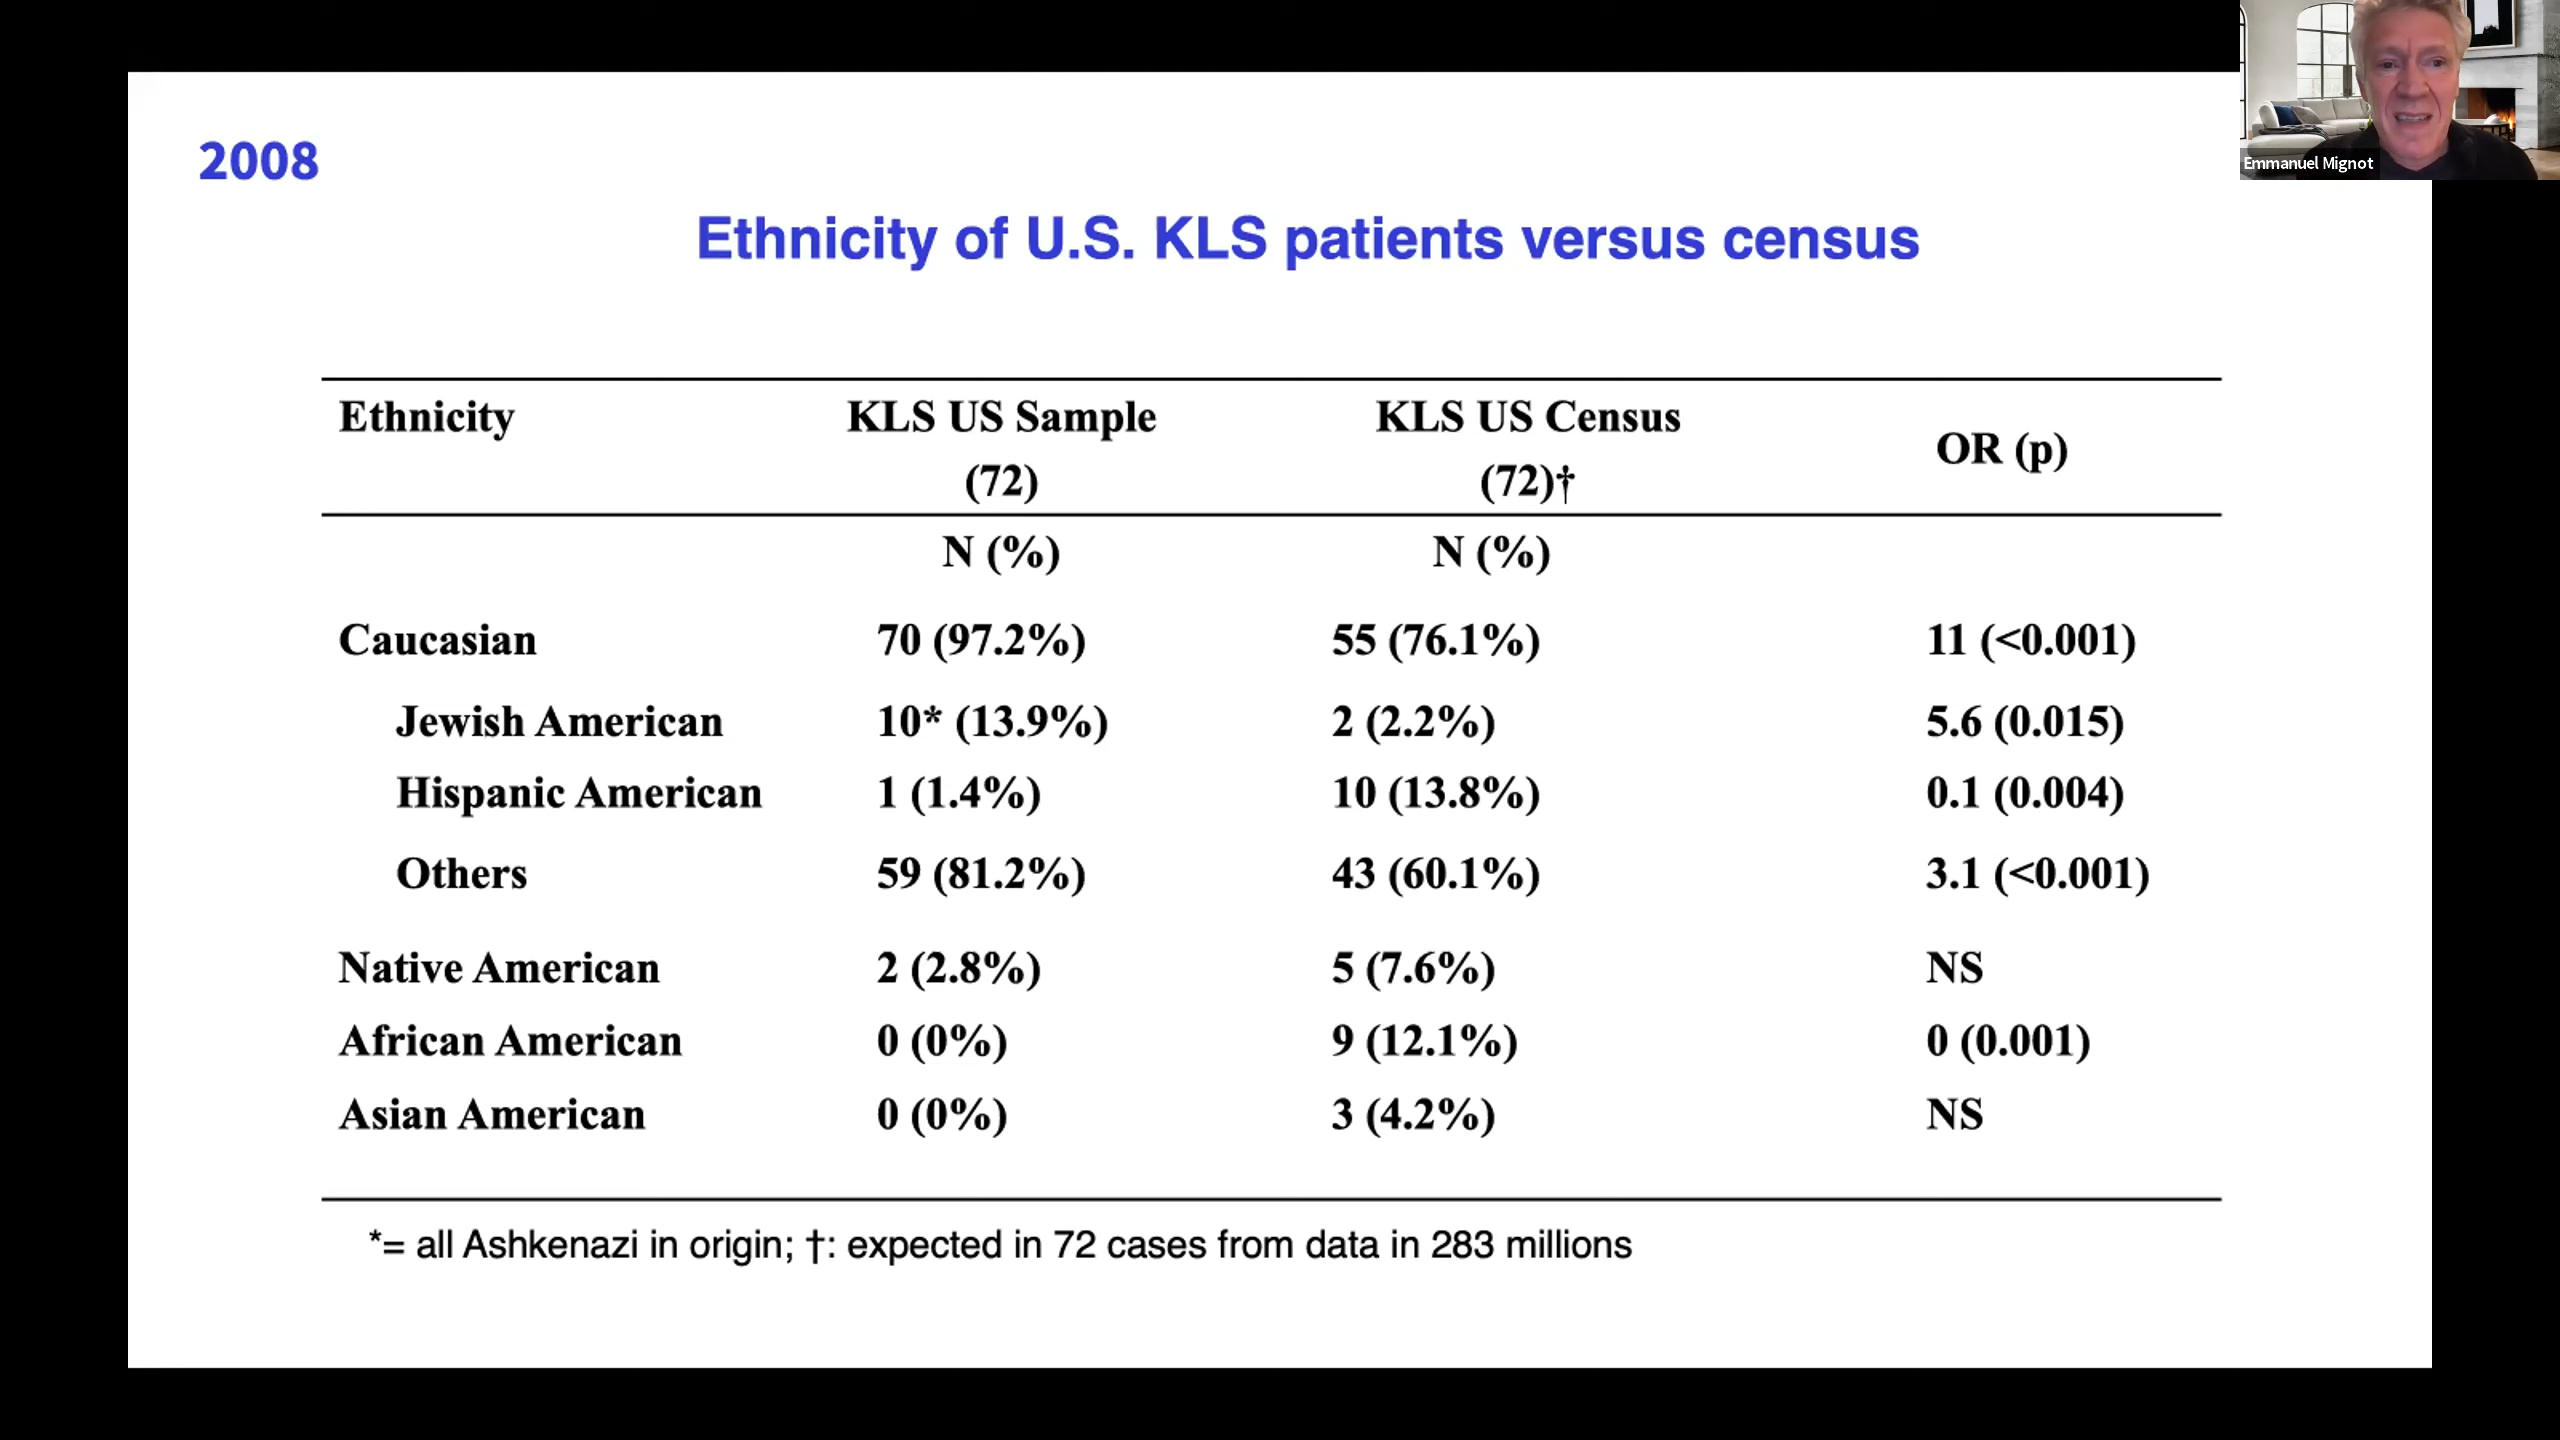 Emmanuel Mignot
2008
Ethnicity of U.S. KLS patients versus census
Ethnicity KLS US Sample (72) KLS US Census (72)† OR (p)
N (%) N (%)
Caucasian 70 (97.2%) 55 (76.1%) 11 (<0.001)
Jewish American 10* (13.9%) 2 (2.2%) 5.6 (0.015)
Hispanic American 1 (1.4%) 10 (13.8%) 0.1 (0.004)
Others 59 (81.2%) 43 (60.1%) 3.1 (<0.001)
Native American 2 (2.8%) 5 (7.6%) NS
African American 0 (0%) 9 (12.1%) 0 (0.001)
Asian American 0 (0%) 3 (4.2%) NS
*= all Ashkenazi in origin; †: expected in 72 cases from data in 283 millions